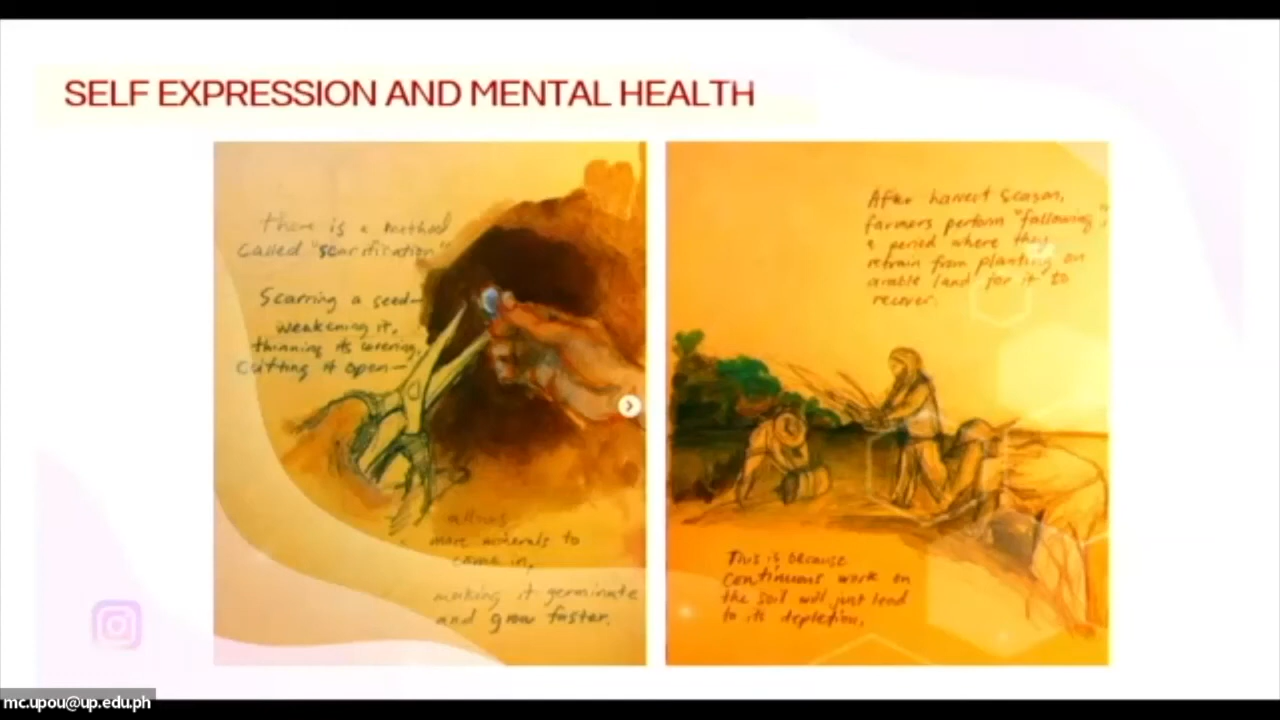 SELF EXPRESSION AND MENTAL HEALTH
There is a method
called "scarification"
Scarring a seed—
weakening it,
thinning its covering,
cutting it open—
allows
more minerals to
come in,
making it germinate
and grow faster.
After harvest season,
farmers perform "fallowing",
a period where they
refrain from planting on
arable land for it to
recover.
This is because
continuous work on
the soil will just lead
to its depletion.
mc.upou@up.edu.ph